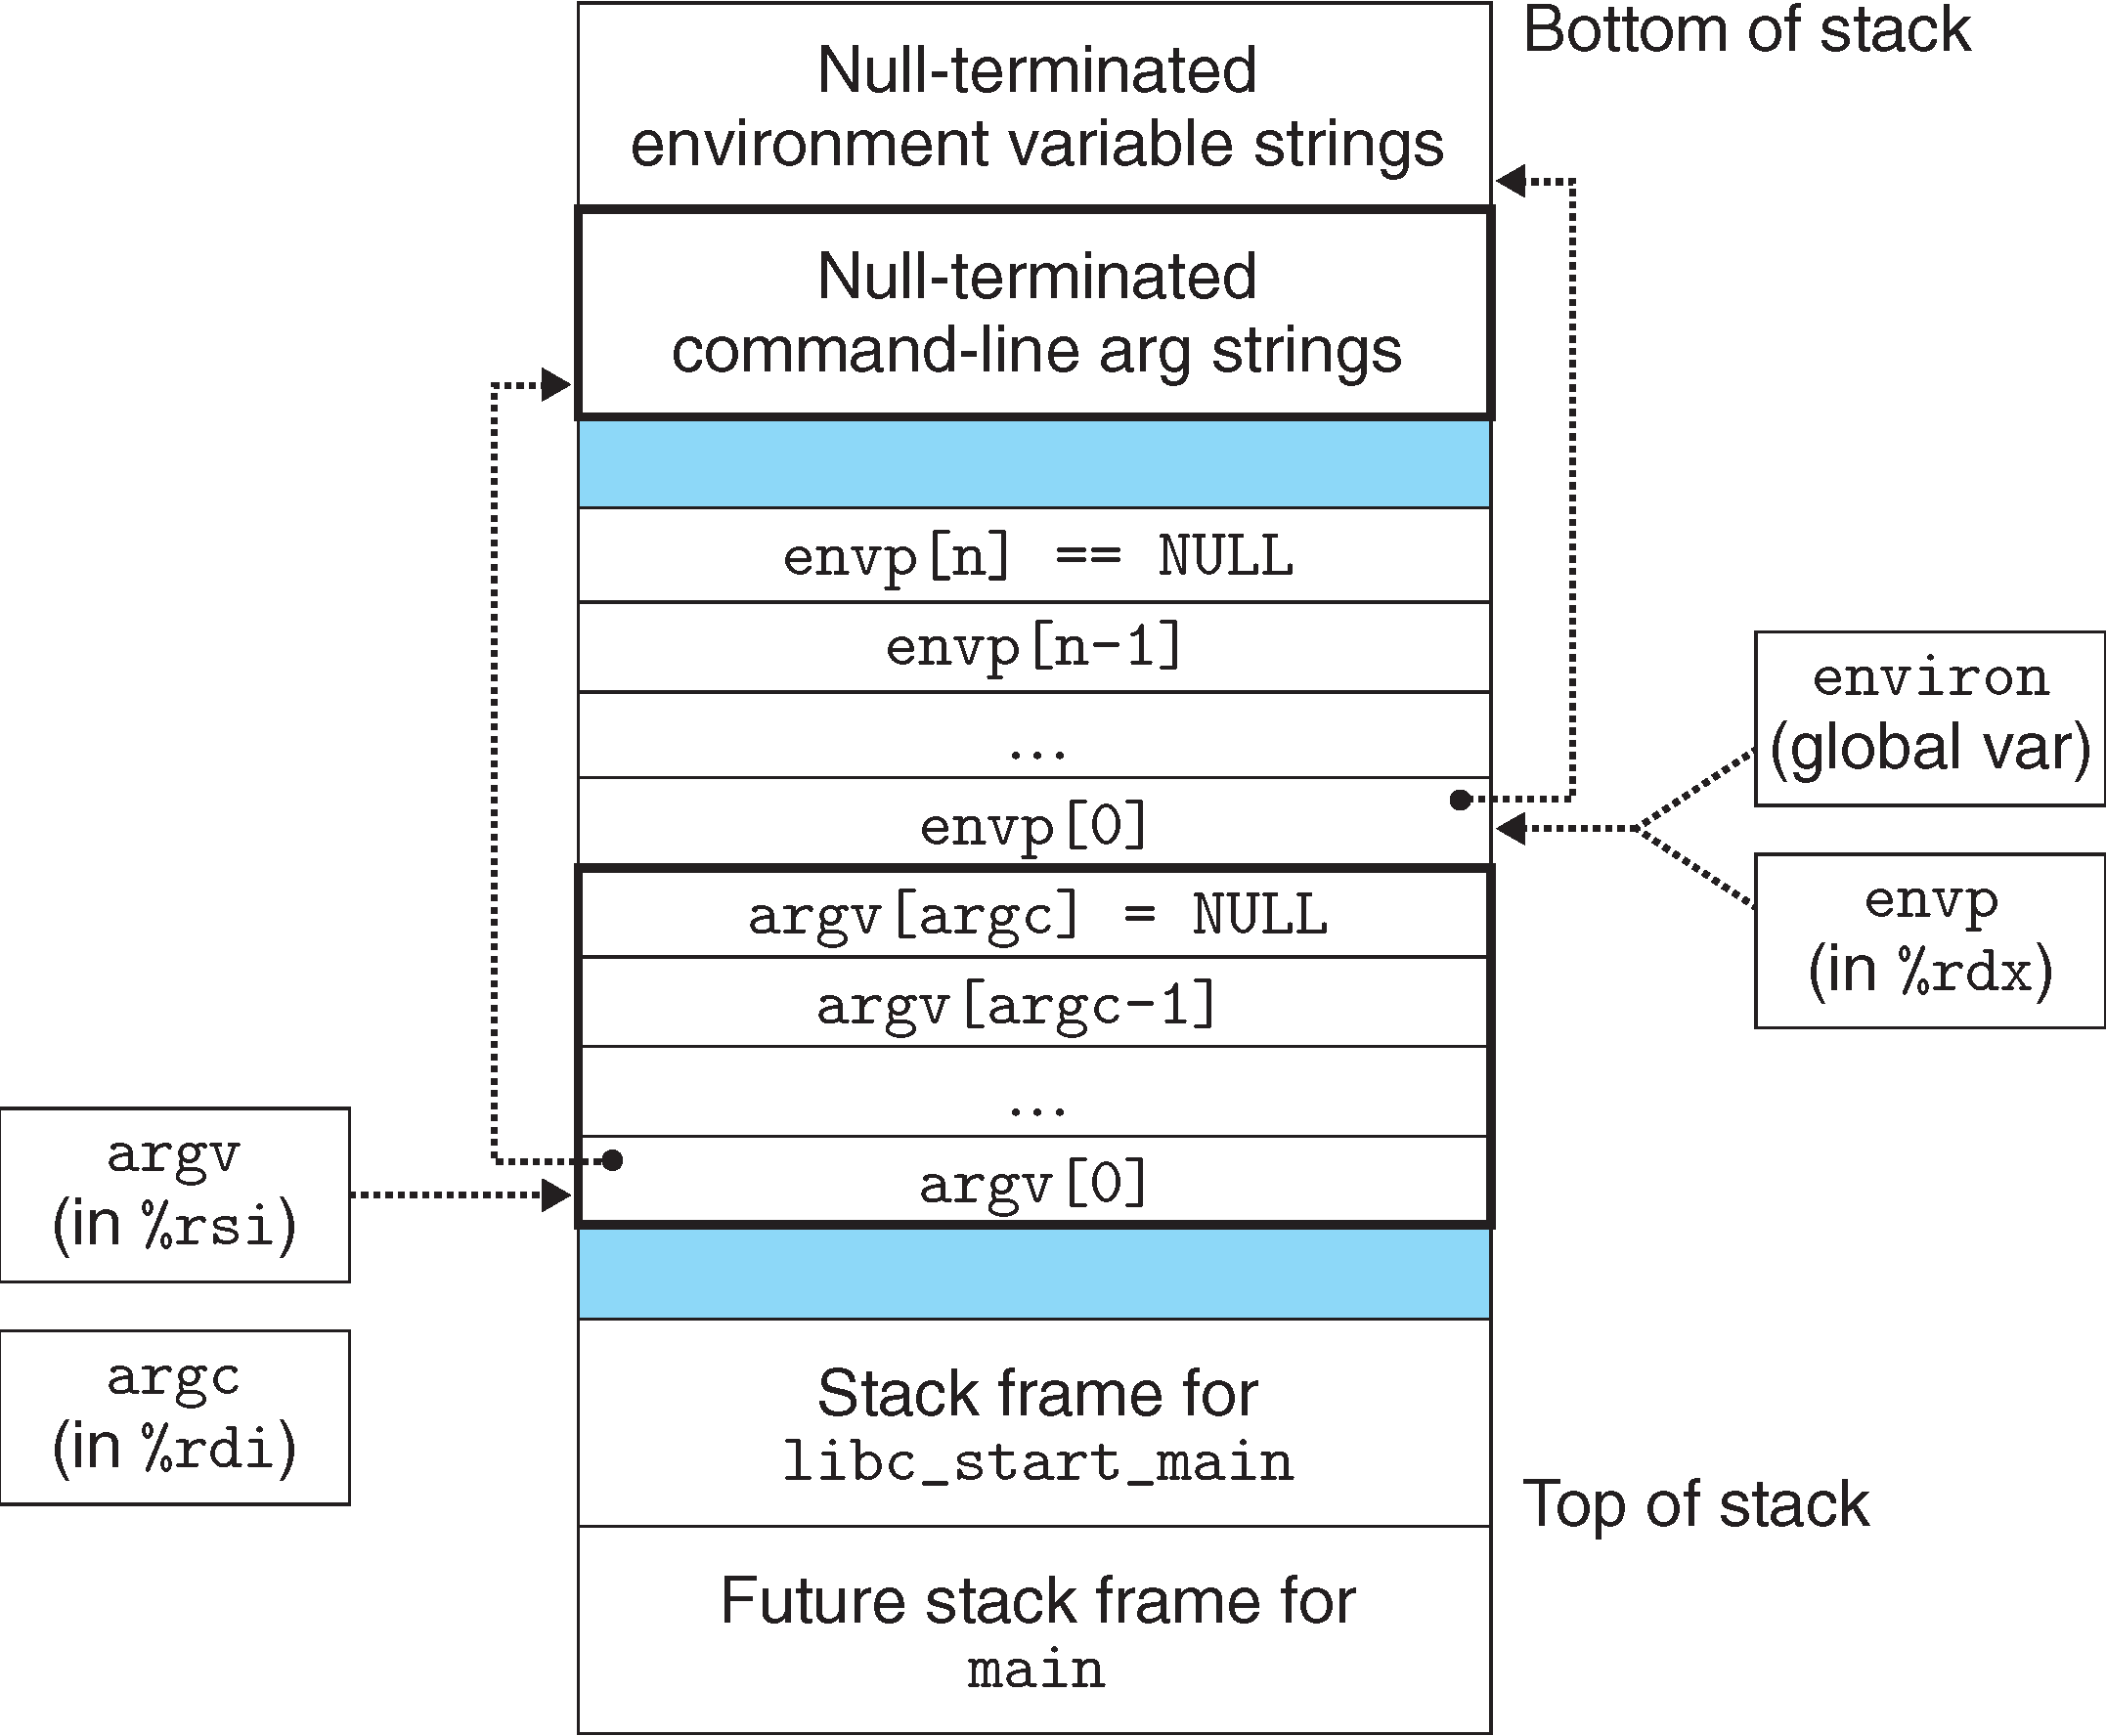 Bottom of stack
Null-terminated
environment variable strings
Null-terminated
command-line arg strings
envp[n] == NULL
envp[n-1]
...
envp[0]
environ
(global var)
envp
(in %rdx)
argv[argc] = NULL
argv[argc-1]
...
argv[0]
argv
(in %rsi)
argc
(in %rdi)
Stack frame for
libc_start_main
Top of stack
Future stack frame for
main